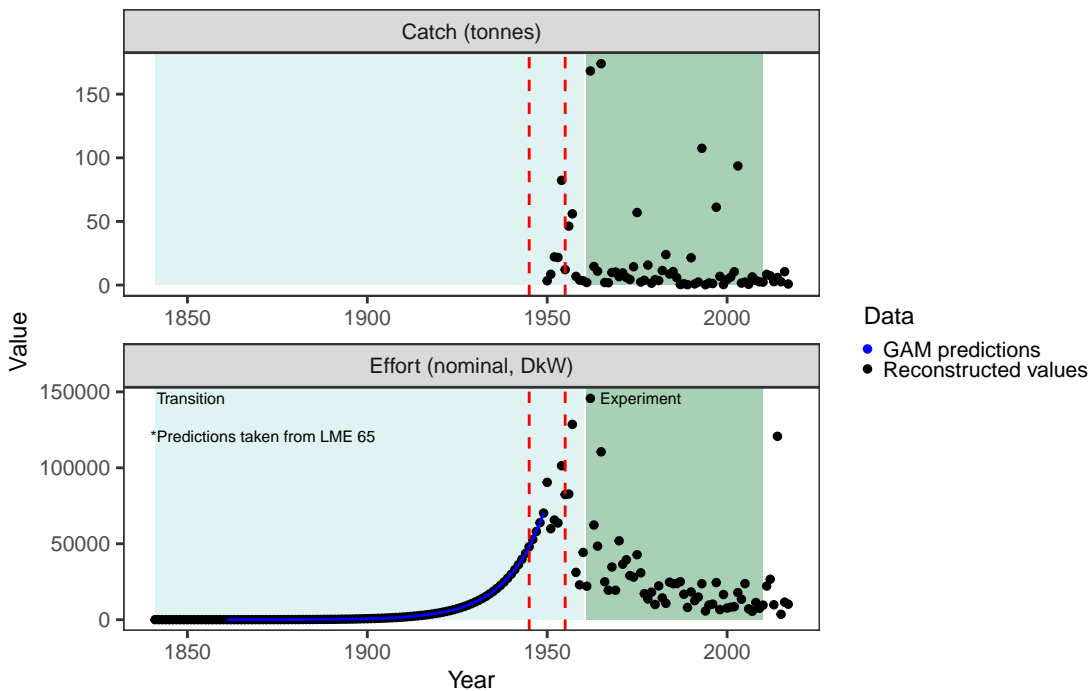 Catch (tonnes)
150
100
50
0
1850 1900 1950 2000
Value
Effort (nominal, DkW)
150000
100000
50000
0
Transition
Experiment
*Predictions taken from LME 65
1850 1900 1950 2000
Year
Data
GAM predictions
Reconstructed values